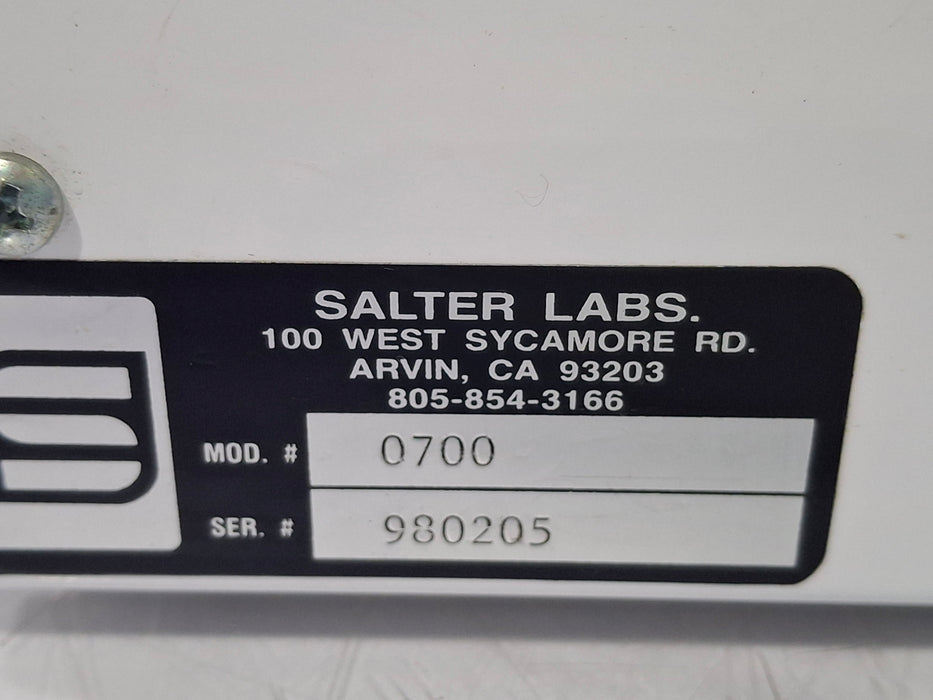 SALTER LABS.
100 WEST SYCAMORE RD.
ARVIN, CA 93203
805-854-3166
MOD. # 0700
SER. # 980205